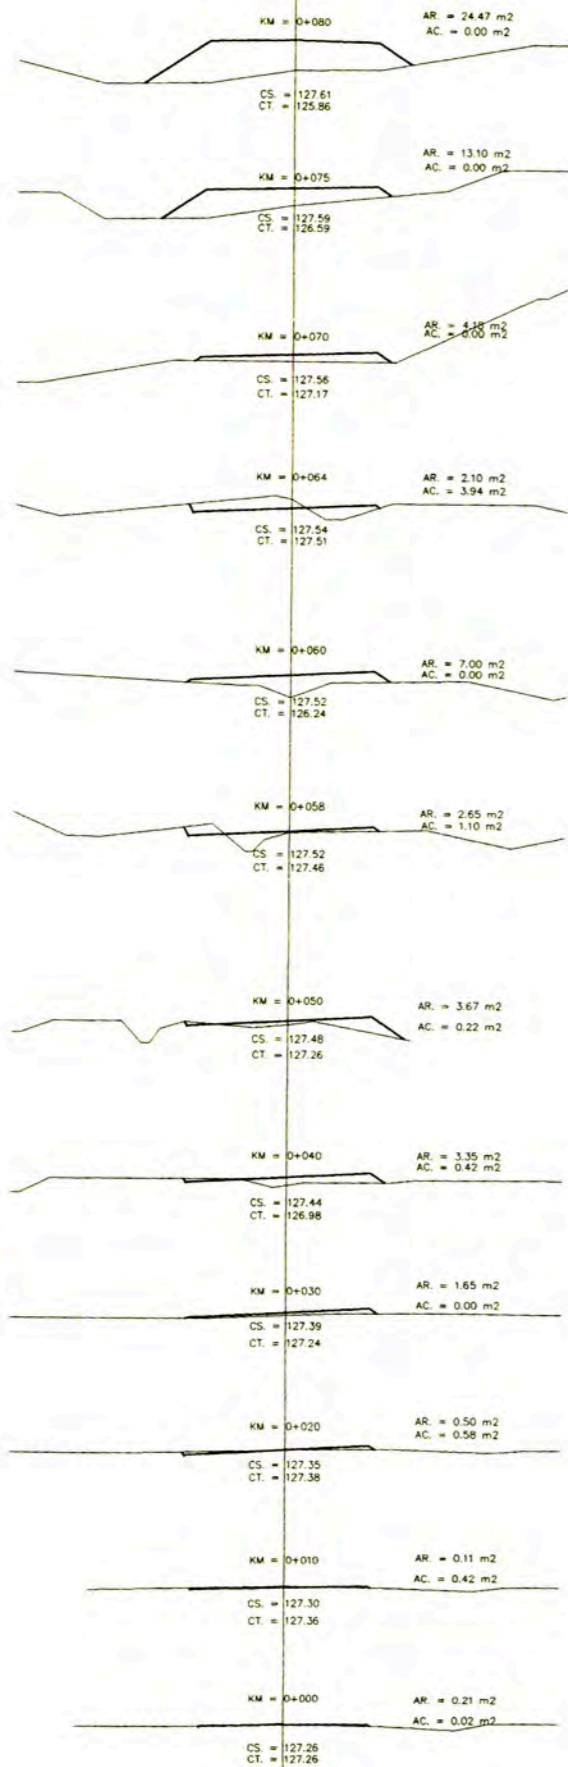 KM = 0+080
AR. = 24.47 m2
AC. = 0.00 m2
CS. = 127.61
CT. = 125.86
KM = 0+075
AR. = 13.10 m2
AC. = 0.00 m2
CS. = 127.59
CT. = 126.59
KM = 0+070
AR. = 4.18 m2
AC. = 0.00 m2
CS. = 127.56
CT. = 127.17
KM = 0+064
AR. = 2.10 m2
AC. = 3.94 m2
CS. = 127.54
CT. = 127.51
KM = 0+060
AR. = 7.00 m2
AC. = 0.00 m2
CS. = 127.52
CT. = 126.24
KM = 0+058
AR. = 2.65 m2
AC. = 1.10 m2
CS. = 127.52
CT. = 127.46
KM = 0+050
AR. = 3.67 m2
AC. = 0.22 m2
CS. = 127.48
CT. = 127.26
KM = 0+040
AR. = 3.35 m2
AC. = 0.42 m2
CS. = 127.44
CT. = 126.98
KM = 0+030
AR. = 1.65 m2
AC. = 0.00 m2
CS. = 127.39
CT. = 127.24
KM = 0+020
AR. = 0.50 m2
AC. = 0.58 m2
CS. = 127.35
CT. = 127.38
KM = 0+010
AR. = 0.11 m2
AC. = 0.42 m2
CS. = 127.30
CT. = 127.36
KM = 0+000
AR. = 0.21 m2
AC. = 0.02 m2
CS. = 127.26
CT. = 127.26